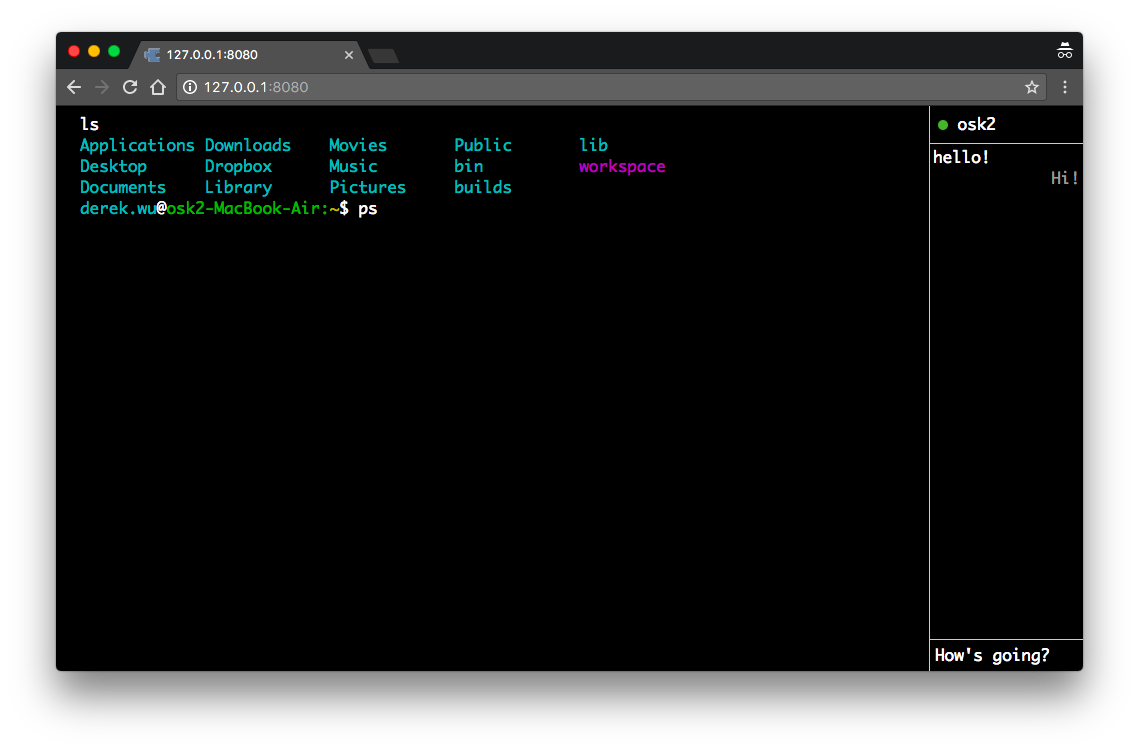 127.0.0.1:8080
127.0.0.1:8080
ls
Applications Downloads Movies Public lib
Desktop Dropbox Music bin workspace
Documents Library Pictures builds
derek.wu@osk2-MacBook-Air:~$ ps
osk2
hello!
Hi!
How's going?